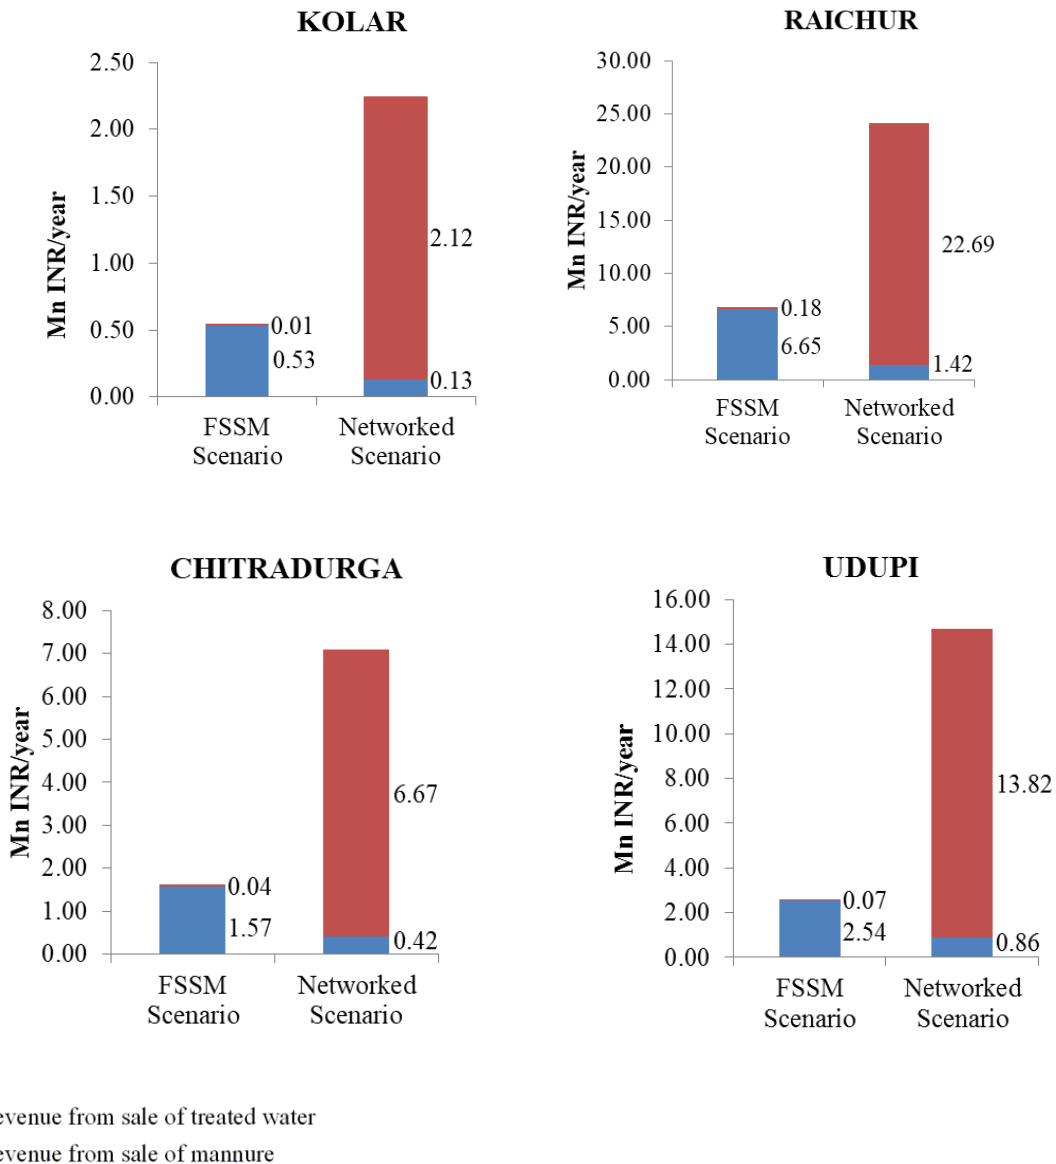 KOLAR
2.50
2.00
1.50
1.00
0.50
0.00
Mn INR/year
2.12
0.01
0.53
0.13
FSSM
Scenario
Networked
Scenario
RAICHUR
30.00
25.00
20.00
15.00
10.00
5.00
0.00
Mn INR/year
22.69
0.18
6.65
1.42
FSSM
Scenario
Networked
Scenario
CHITRADURGA
8.00
7.00
6.00
5.00
4.00
3.00
2.00
1.00
0.00
Mn INR/year
6.67
0.04
1.57
0.42
FSSM
Scenario
Networked
Scenario
UDUPI
16.00
14.00
12.00
10.00
8.00
6.00
4.00
2.00
0.00
Mn INR/year
13.82
0.07
2.54
0.86
FSSM
Scenario
Networked
Scenario
evenue from sale of treated water
evenue from sale of mannure